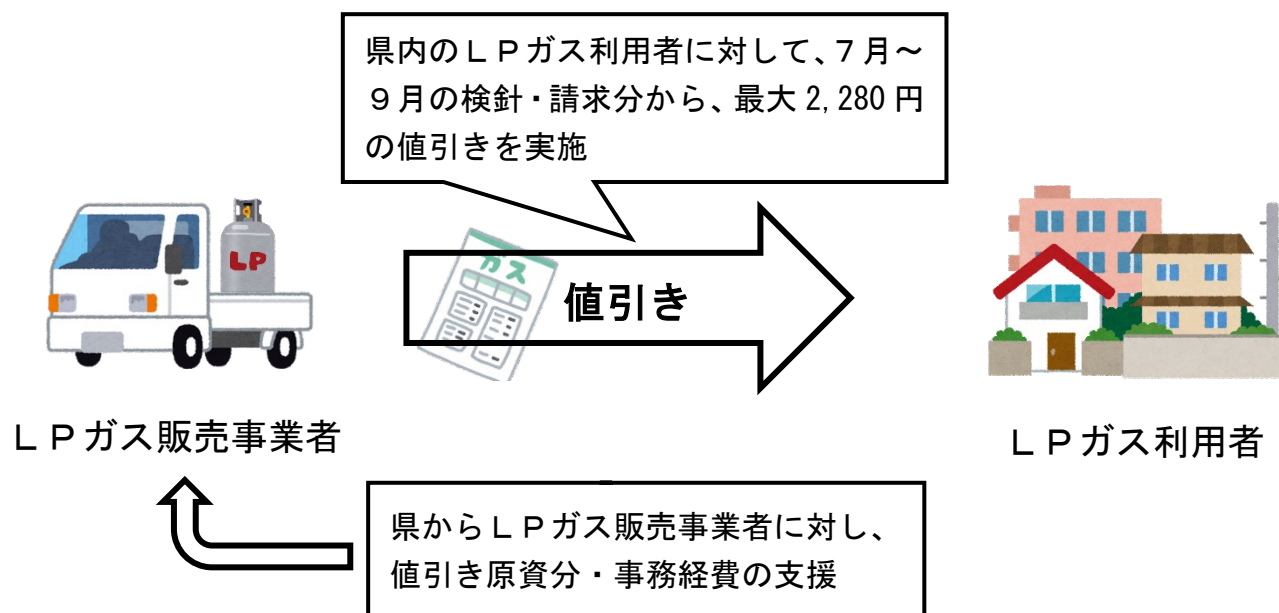 県内のＬＰガス利用者に対して、７月～
９月の検針・請求分から、最大 2,280 円
の値引きを実施
LP
ガス
値引き
ＬＰガス販売事業者
ＬＰガス利用者
県からＬＰガス販売事業者に対し、
値引き原資分・事務経費の支援